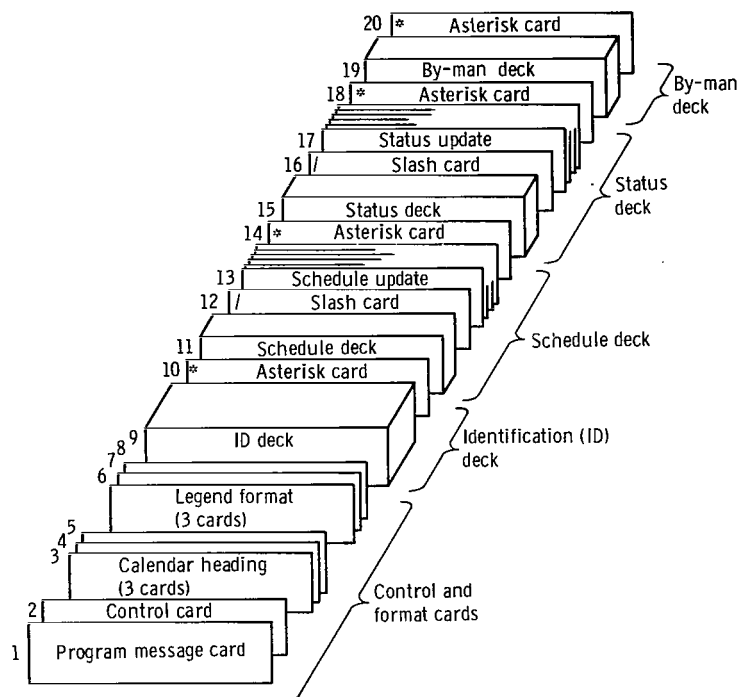 20 * Asterisk card
19 By-man deck
18 * Asterisk card
By-man
deck
17 Status update
16 / Slash card
15 Status deck
14 * Asterisk card
Status
deck
13 Schedule update
12 / Slash card
11 Schedule deck
10 * Asterisk card
Schedule deck
9 ID deck
8
7
Identification (ID)
deck
6 Legend format
(3 cards)
5
4
3 Calendar heading
(3 cards)
2 Control card
1 Program message card
Control and
format cards